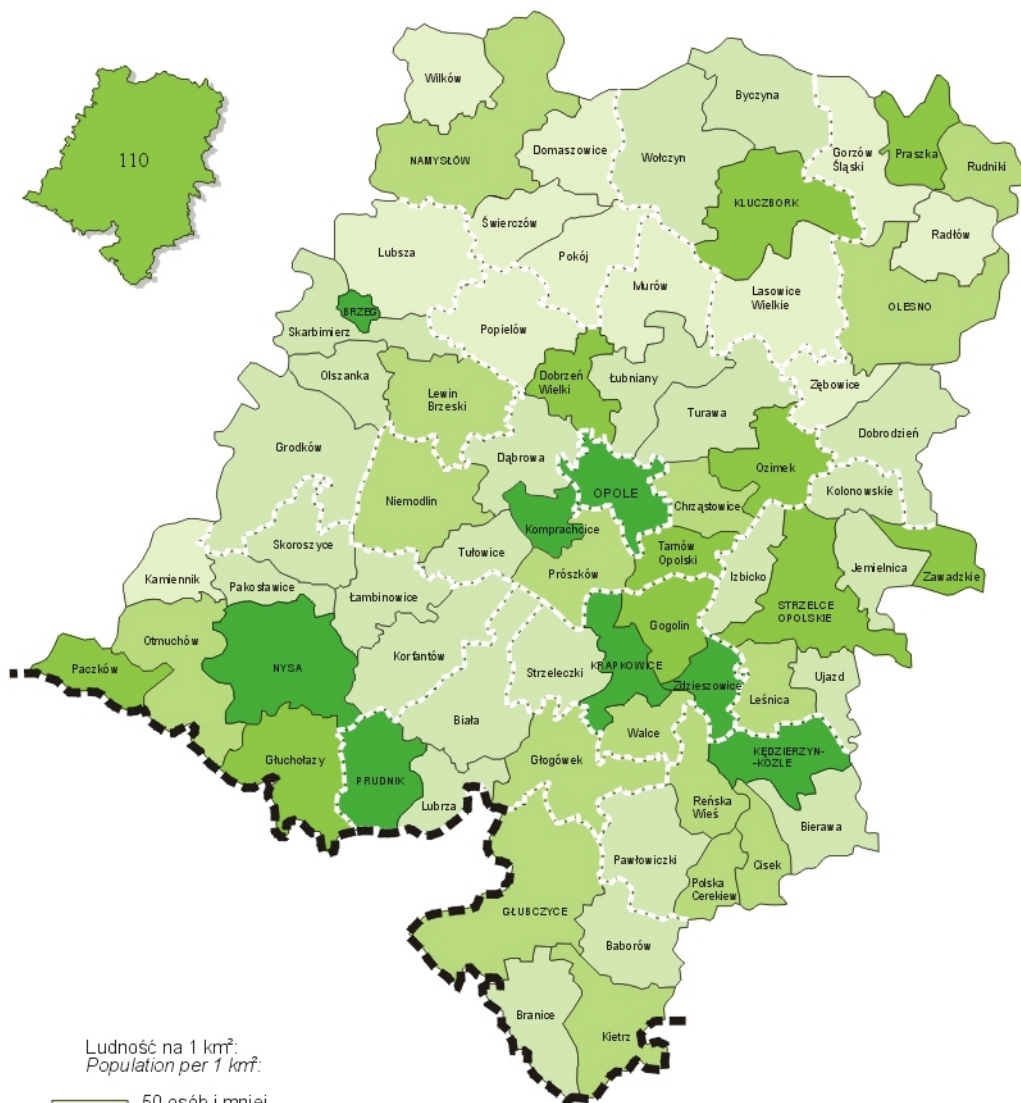 110
Wilków
NAMYSŁÓW
Domaszowice
Wołczyn
Byczyna
Gorzów
Śląski
Praszka
Rudniki
KLUCZBORK
Radłów
Świerczów
Lubsza
Pokój
Murów
Lasowice
Wielkie
OLESNO
BRZEG
Skarbimierz
Popielów
Olszanka
Lewin
Brzeski
Dobrzeń
Wielki
Łubniany
Turawa
Zębowice
Dobrodzień
Grodków
Dąbrowa
Ozimek
Niemodlin
OPOLE
Chrząstowice
Kolonowskie
Komprachcice
Skoroszyce
Tułowice
Prószków
Tarnów
Opolski
Izbicko
Jemielnica
Zawadzkie
Kamiennik
Pakosławice
Łambinowice
STRZELCE
OPOLSKIE
Otmuchów
Gogolin
Paczków
NYSA
Korfantów
Strzeleczki
KRAPKOWICE
Zdzieszowice
Ujazd
Leśnica
Biała
Walce
Głuchołazy
PRUDNIK
Głogówek
KĘDZIERZYN-
-KOZLE
Lubrza
Reńska
Wieś
Bierawa
Pawłowiczki
Cisek
Polska
Cerekiew
GŁUBCZYCE
Baborów
Branice
Kietrz
Ludność na 1 km²:
Population per 1 km²:
50 osób i mniej